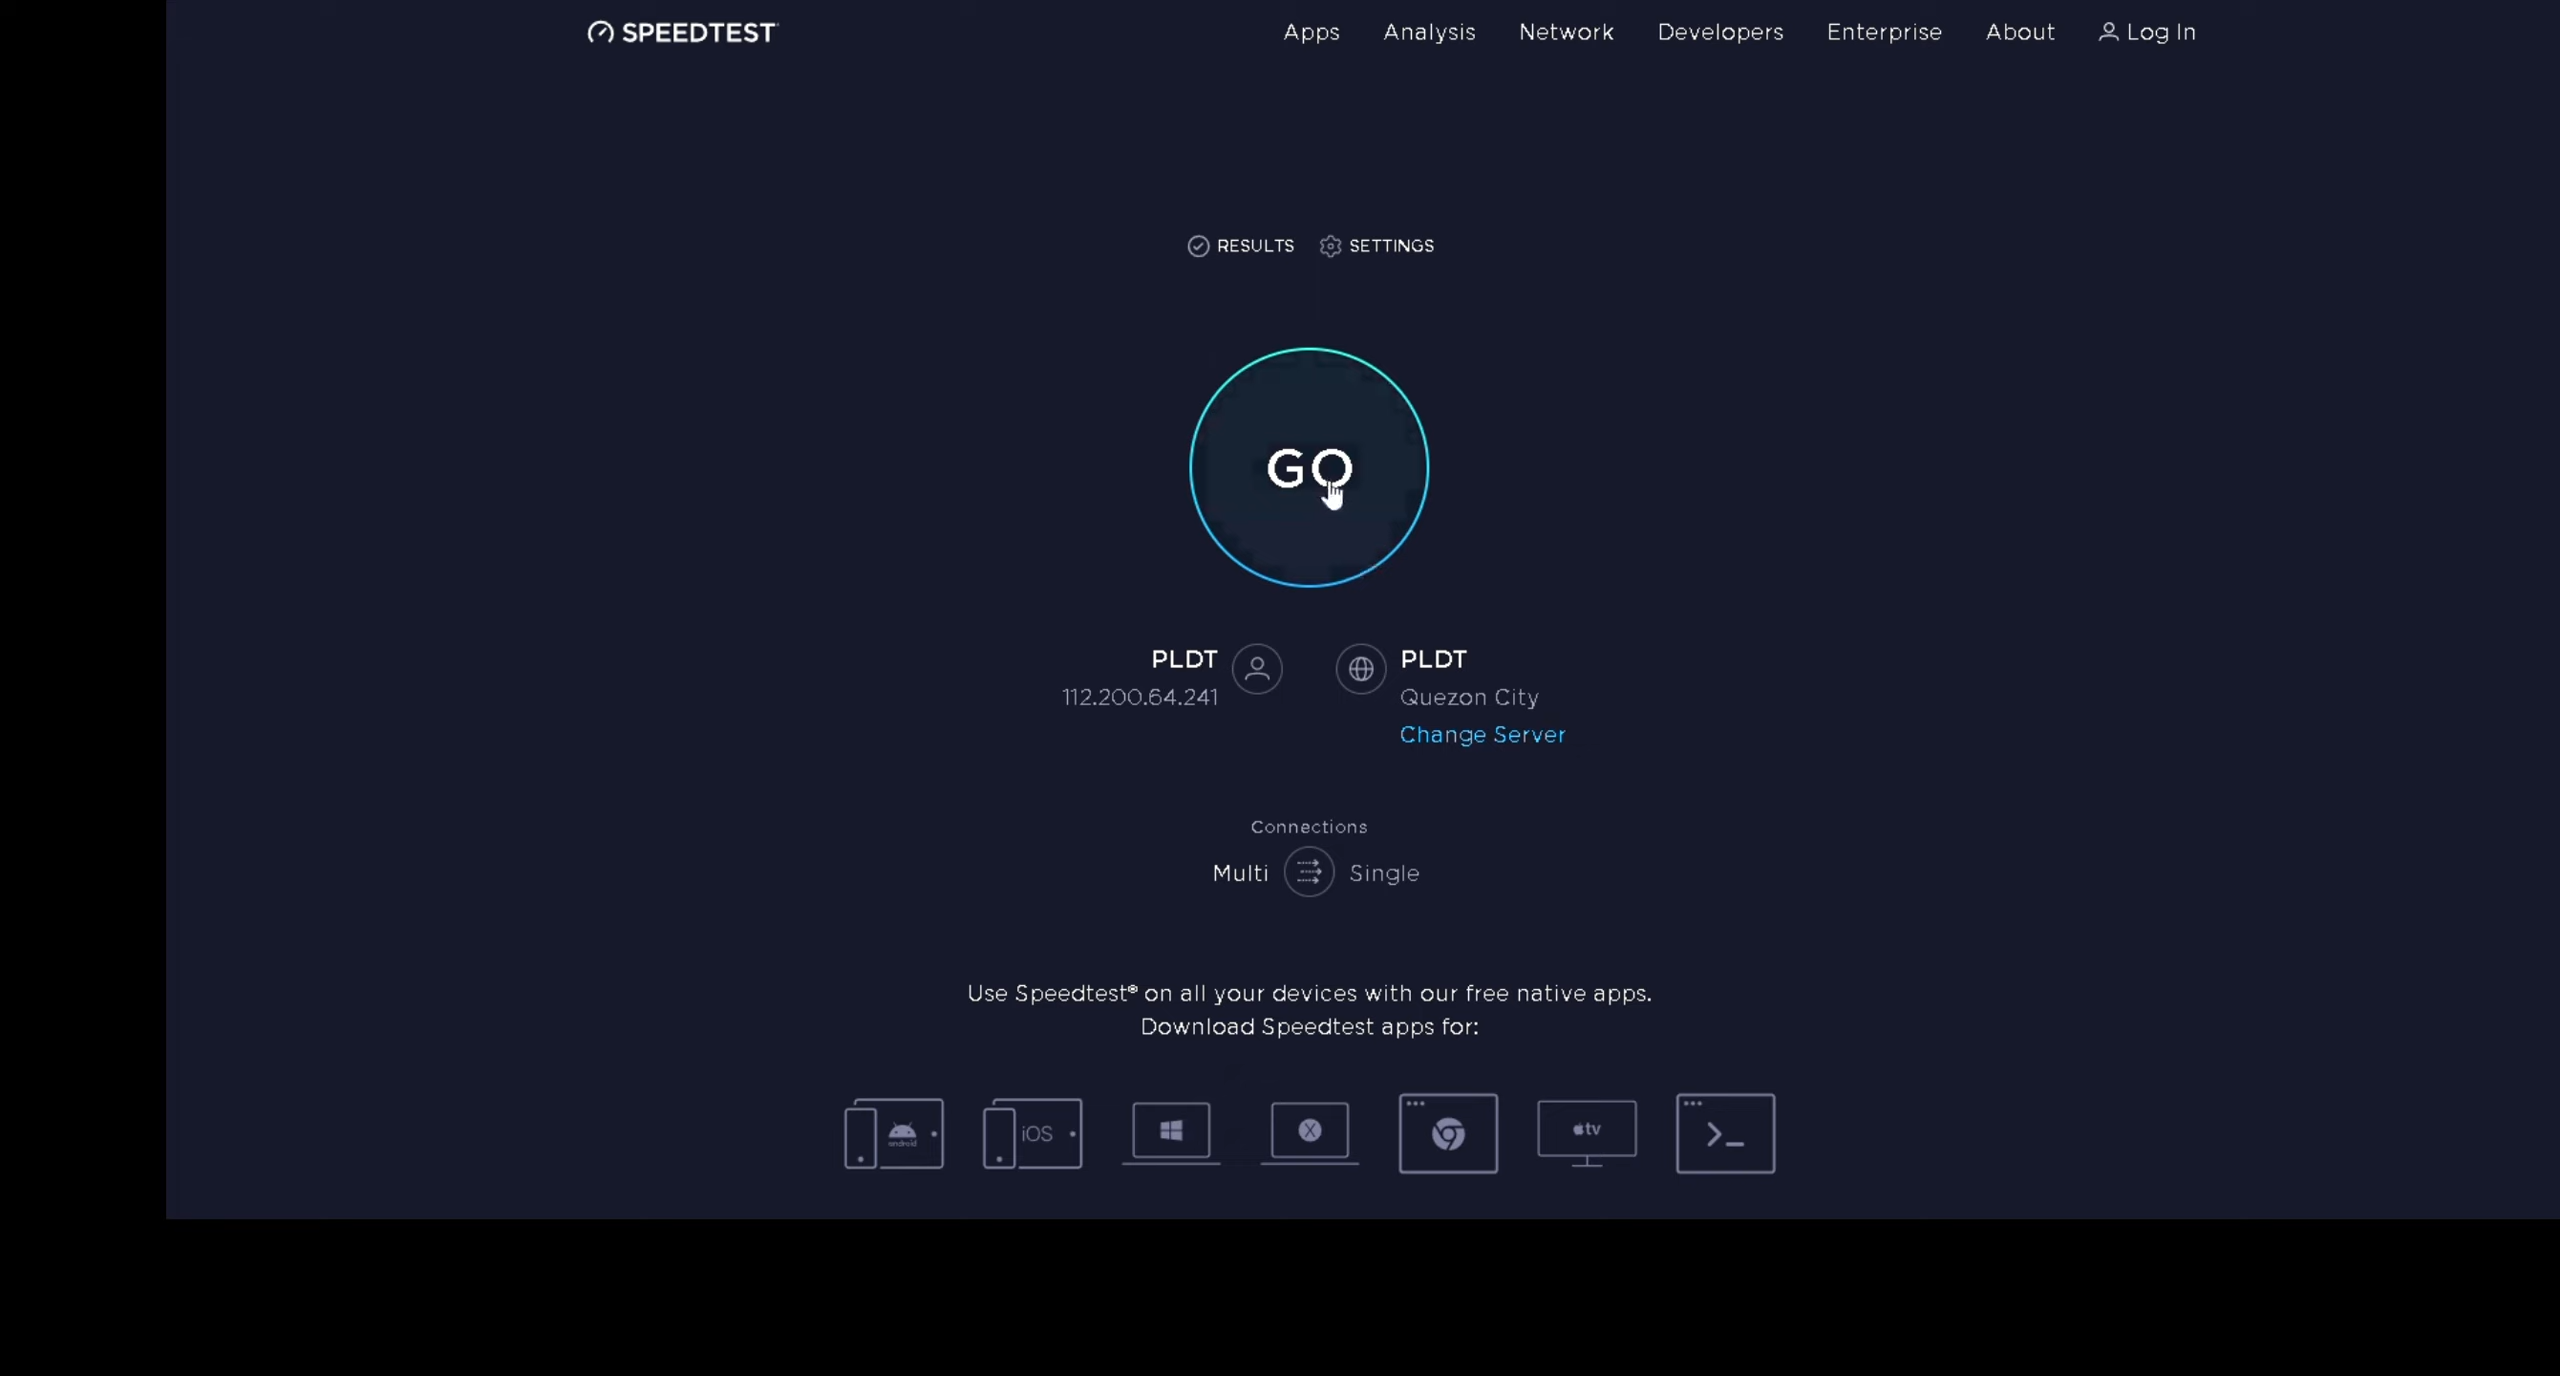 SPEEDTEST
Apps Analysis Network Developers Enterprise About Log In
RESULTS SETTINGS
GO
PLDT
112.200.64.241
PLDT
Quezon City
Change Server
Connections
Multi Single
Use Speedtest® on all your devices with our free native apps.
Download Speedtest apps for:
android iOS X tv >_